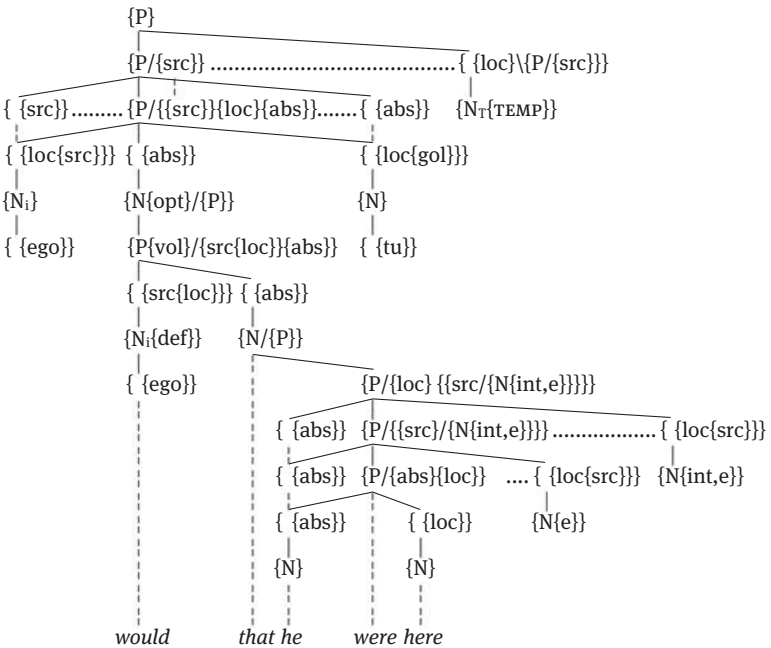 {P}
{P/{src}} ................................................{ {loc}\{P/{src}}}
{ {src}}.........{P/{{src}}{loc}{abs}}.......{ {abs}} {N_T{TEMP}}
{ {loc{src}}} { {abs}} { {loc{gol}}}
{N_i} {N{opt}/{P}} {N}
{ {ego}} {P{vol}/{src{loc}}{abs}} { {tu}}
{ {src{loc}}} { {abs}}
{N_i{def}} {N/{P}}
{ {ego}} {P/{loc} {{src/{N{int,e}}}}}
{ {abs}} {P/{{src}/{N{int,e}}}} ................... { {loc{src}}}
{ {abs}} {P/{abs}{loc}} .... { {loc{src}}} {N{int,e}}
{ {abs}} { {loc}} {N{e}}
{N} {N}
would that he were here